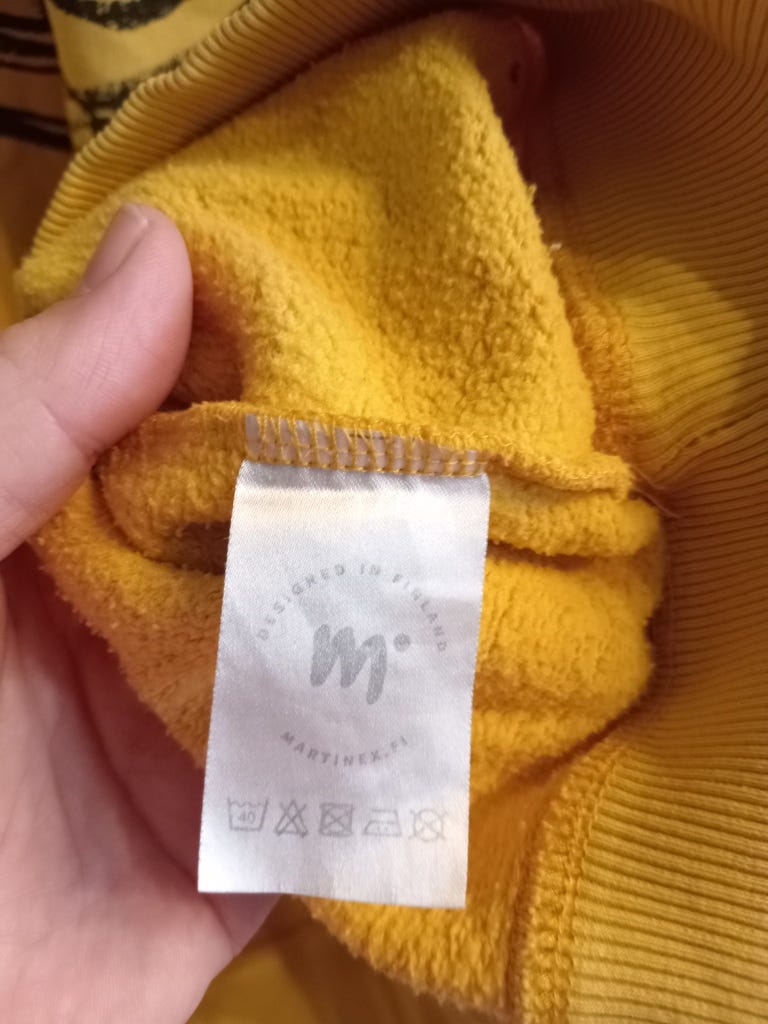 DESIGNED IN FINLAND
m
MARTINEX.FI
40